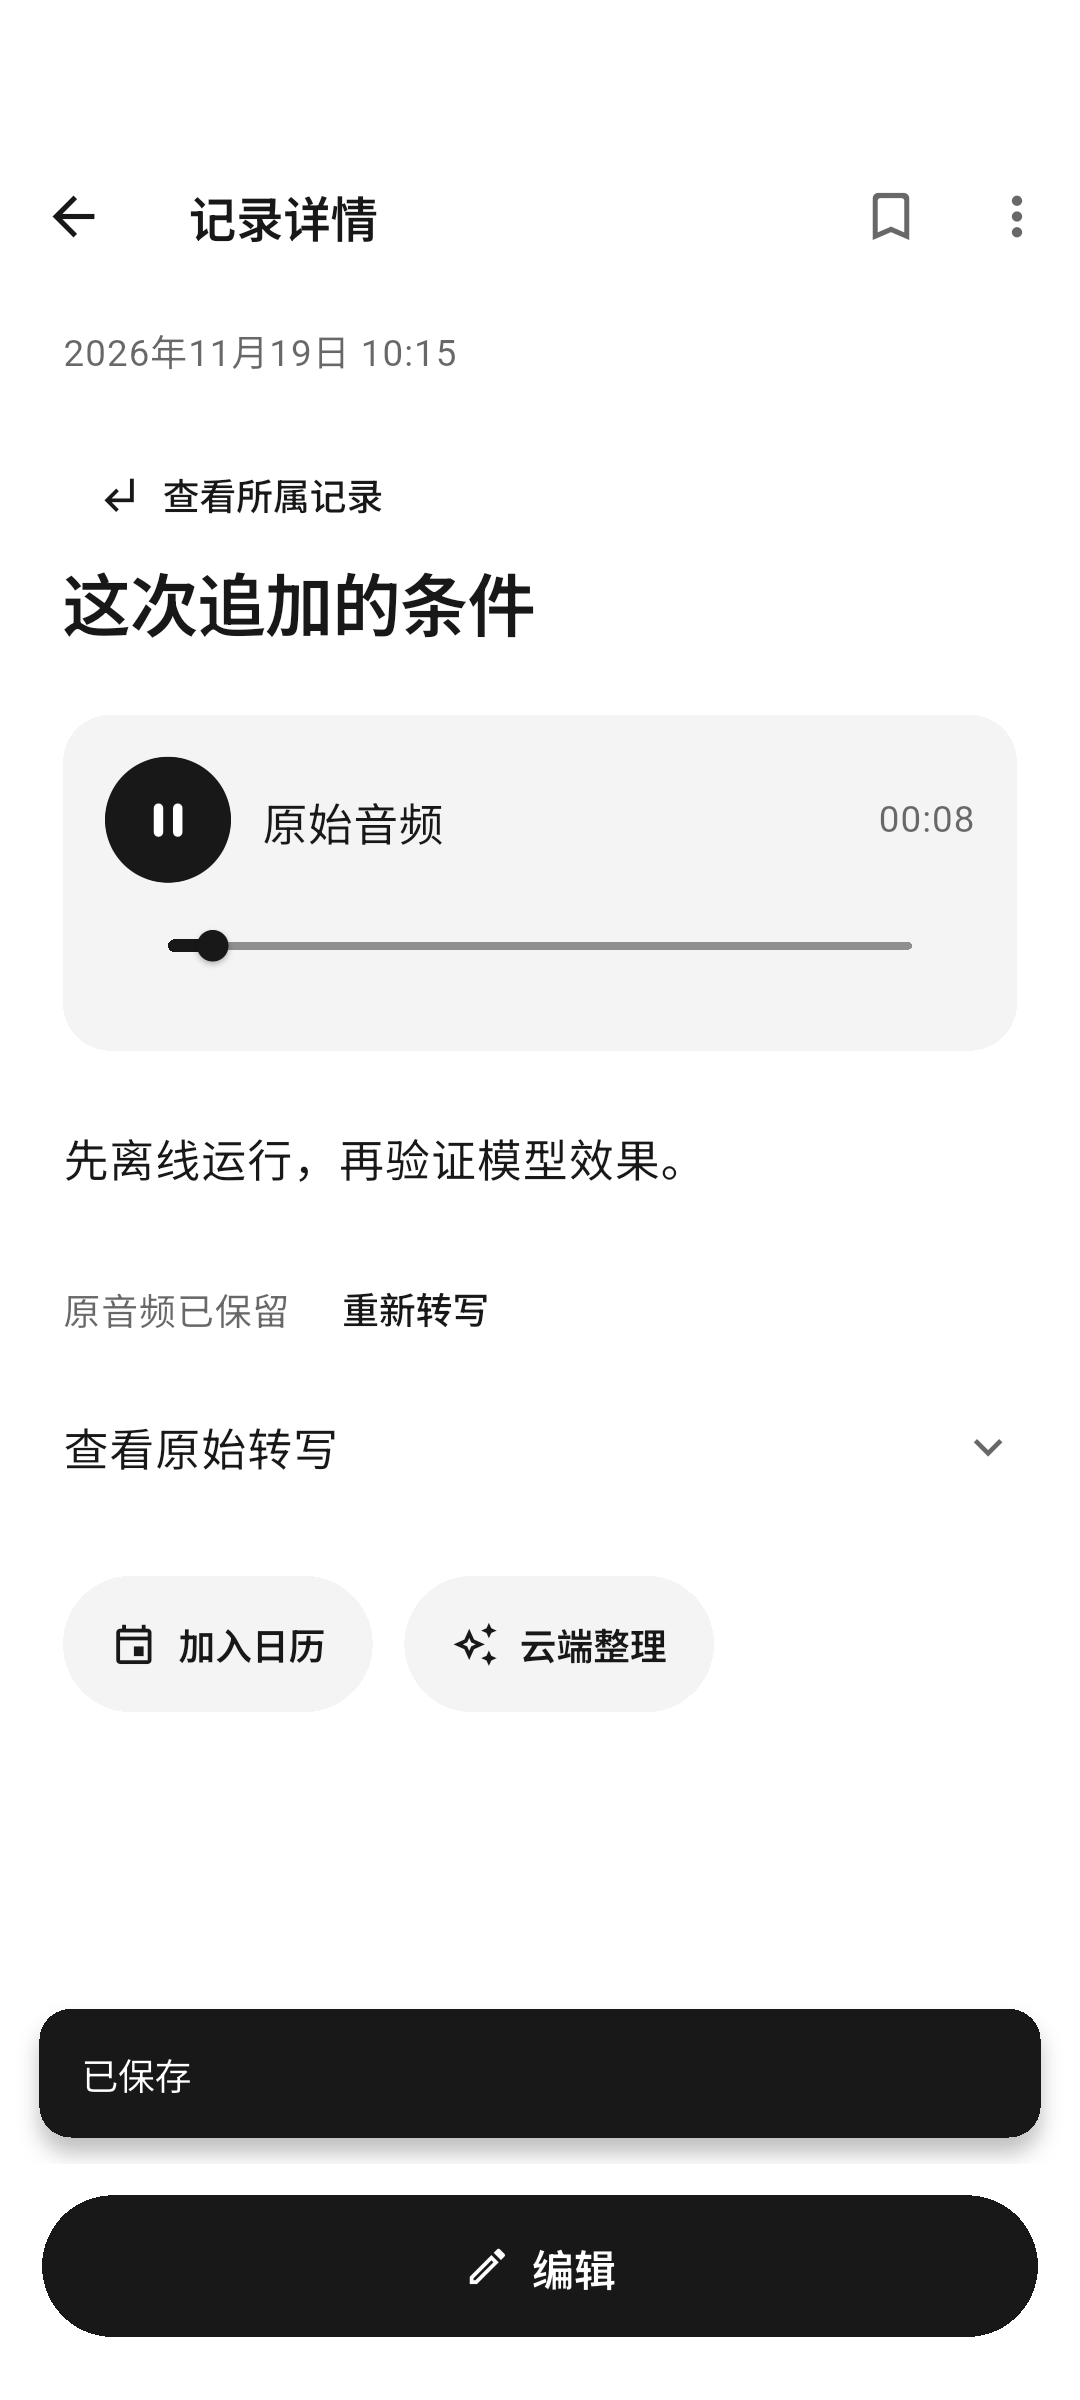 记录详情
2026年11月19日 10:15
查看所属记录
这次追加的条件
原始音频 00:08
先离线运行，再验证模型效果。
原音频已保留 重新转写
查看原始转写
加入日历 云端整理
已保存
编辑